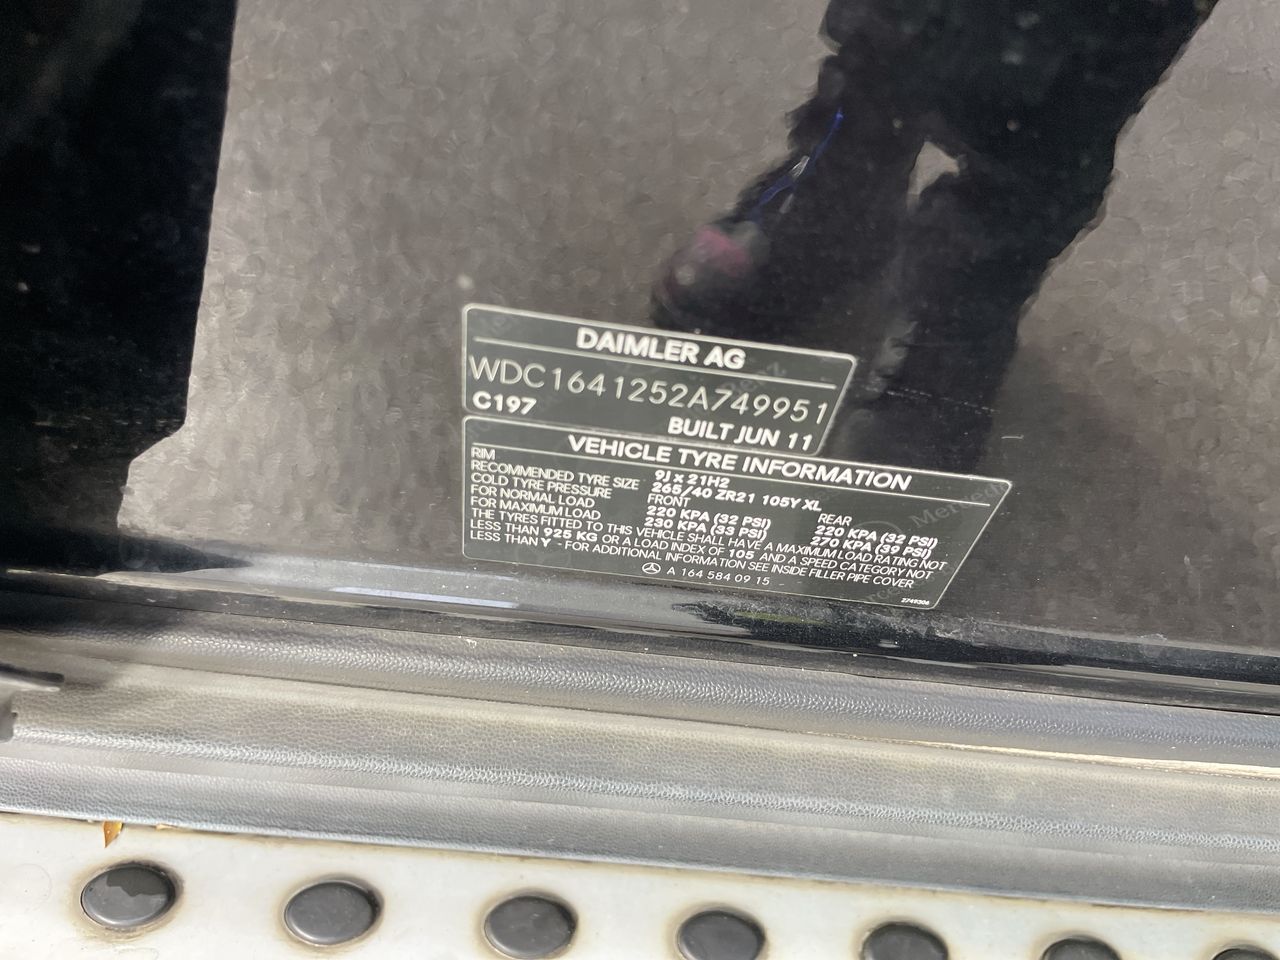 DAIMLER AG
WDC1641252A749951
C197
BUILT JUN 11
VEHICLE TYRE INFORMATION
RIM 9J x 21H2
RECOMMENDED TYRE SIZE 265/40 ZR21 105Y XL
COLD TYRE PRESSURE FRONT REAR
FOR NORMAL LOAD 220 KPA (32 PSI) 220 KPA (32 PSI)
FOR MAXIMUM LOAD 230 KPA (33 PSI) 270 KPA (39 PSI)
THE TYRES FITTED TO THIS VEHICLE SHALL HAVE A MAXIMUM LOAD RATING NOT
LESS THAN 925 KG OR A LOAD INDEX OF 105 AND A SPEED CATEGORY NOT
LESS THAN Y - FOR ADDITIONAL INFORMATION SEE INSIDE FILLER PIPE COVER
A 164 584 09 15
2749306